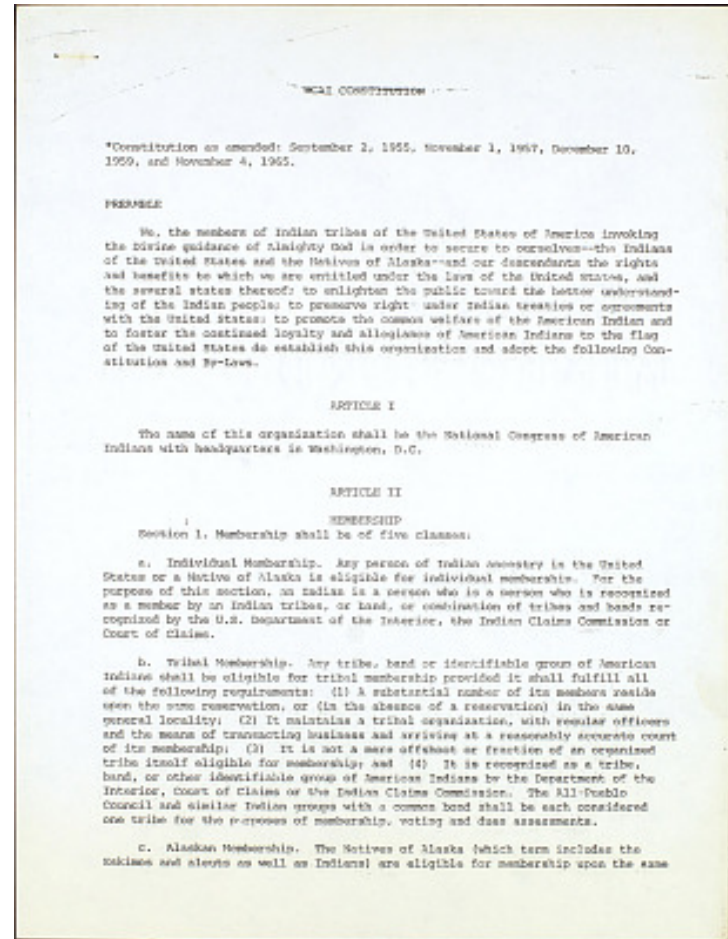 NCAI CONSTITUTION
"Constitution as amended: September 2, 1955, November 1, 1957, December 10,
1959, and November 4, 1965.
PREAMBLE
We, the members of Indian tribes of the United States of America invoking
the Divine guidance of Almighty God in order to secure to ourselves--the Indians
of the United States and the Natives of Alaska--and our descendants the rights
and benefits to which we are entitled under the laws of the United States, and
the several states thereof; to enlighten the public toward the better understand-
ing of the Indian people; to preserve right under Indian treaties or agreements
with the United States; to promote the common welfare of the American Indian and
to foster the continued loyalty and allegiance of American Indians to the flag
of the United States do establish this organization and adopt the following Con-
stitution and By-Laws.
ARTICLE I
The name of this organization shall be the National Congress of American
Indians with headquarters in Washington, D.C.
ARTICLE II
MEMBERSHIP
Section 1. Membership shall be of five classes:
a. Individual Membership. Any person of Indian ancestry in the United
States or a Native of Alaska is eligible for individual membership. For the
purpose of this section, an Indian is a person who is a person who is recognized
as a member by an Indian tribes, or band, or combination of tribes and bands re-
cognized by the U.S. Department of the Interior, the Indian Claims Commission or
Court of Claims.
b. Tribal Membership. Any tribe, band or identifiable group of American
Indians shall be eligible for tribal membership provided it shall fulfill all
of the following requirements: (1) A substantial number of its members reside
upon the same reservation, or (in the absence of a reservation) in the same
general locality; (2) It maintains a tribal organization, with regular officers
and the means of transacting business and arriving at a reasonably accurate count
of its membership; (3) It is not a mere offshoot or fraction of an organized
tribe itself eligible for membership; and (4) It is recognized as a tribe,
band, or other identifiable group of American Indians by the Department of the
Interior, Court of Claims or the Indian Claims Commission. The All-Pueblo
Council and similar Indian groups with a common bond shall be each considered
one tribe for the purposes of membership, voting and dues assessments.
c. Alaskan Membership. The Natives of Alaska (which term includes the
Eskimos and aleuts as well as Indians) are eligible for membership upon the same